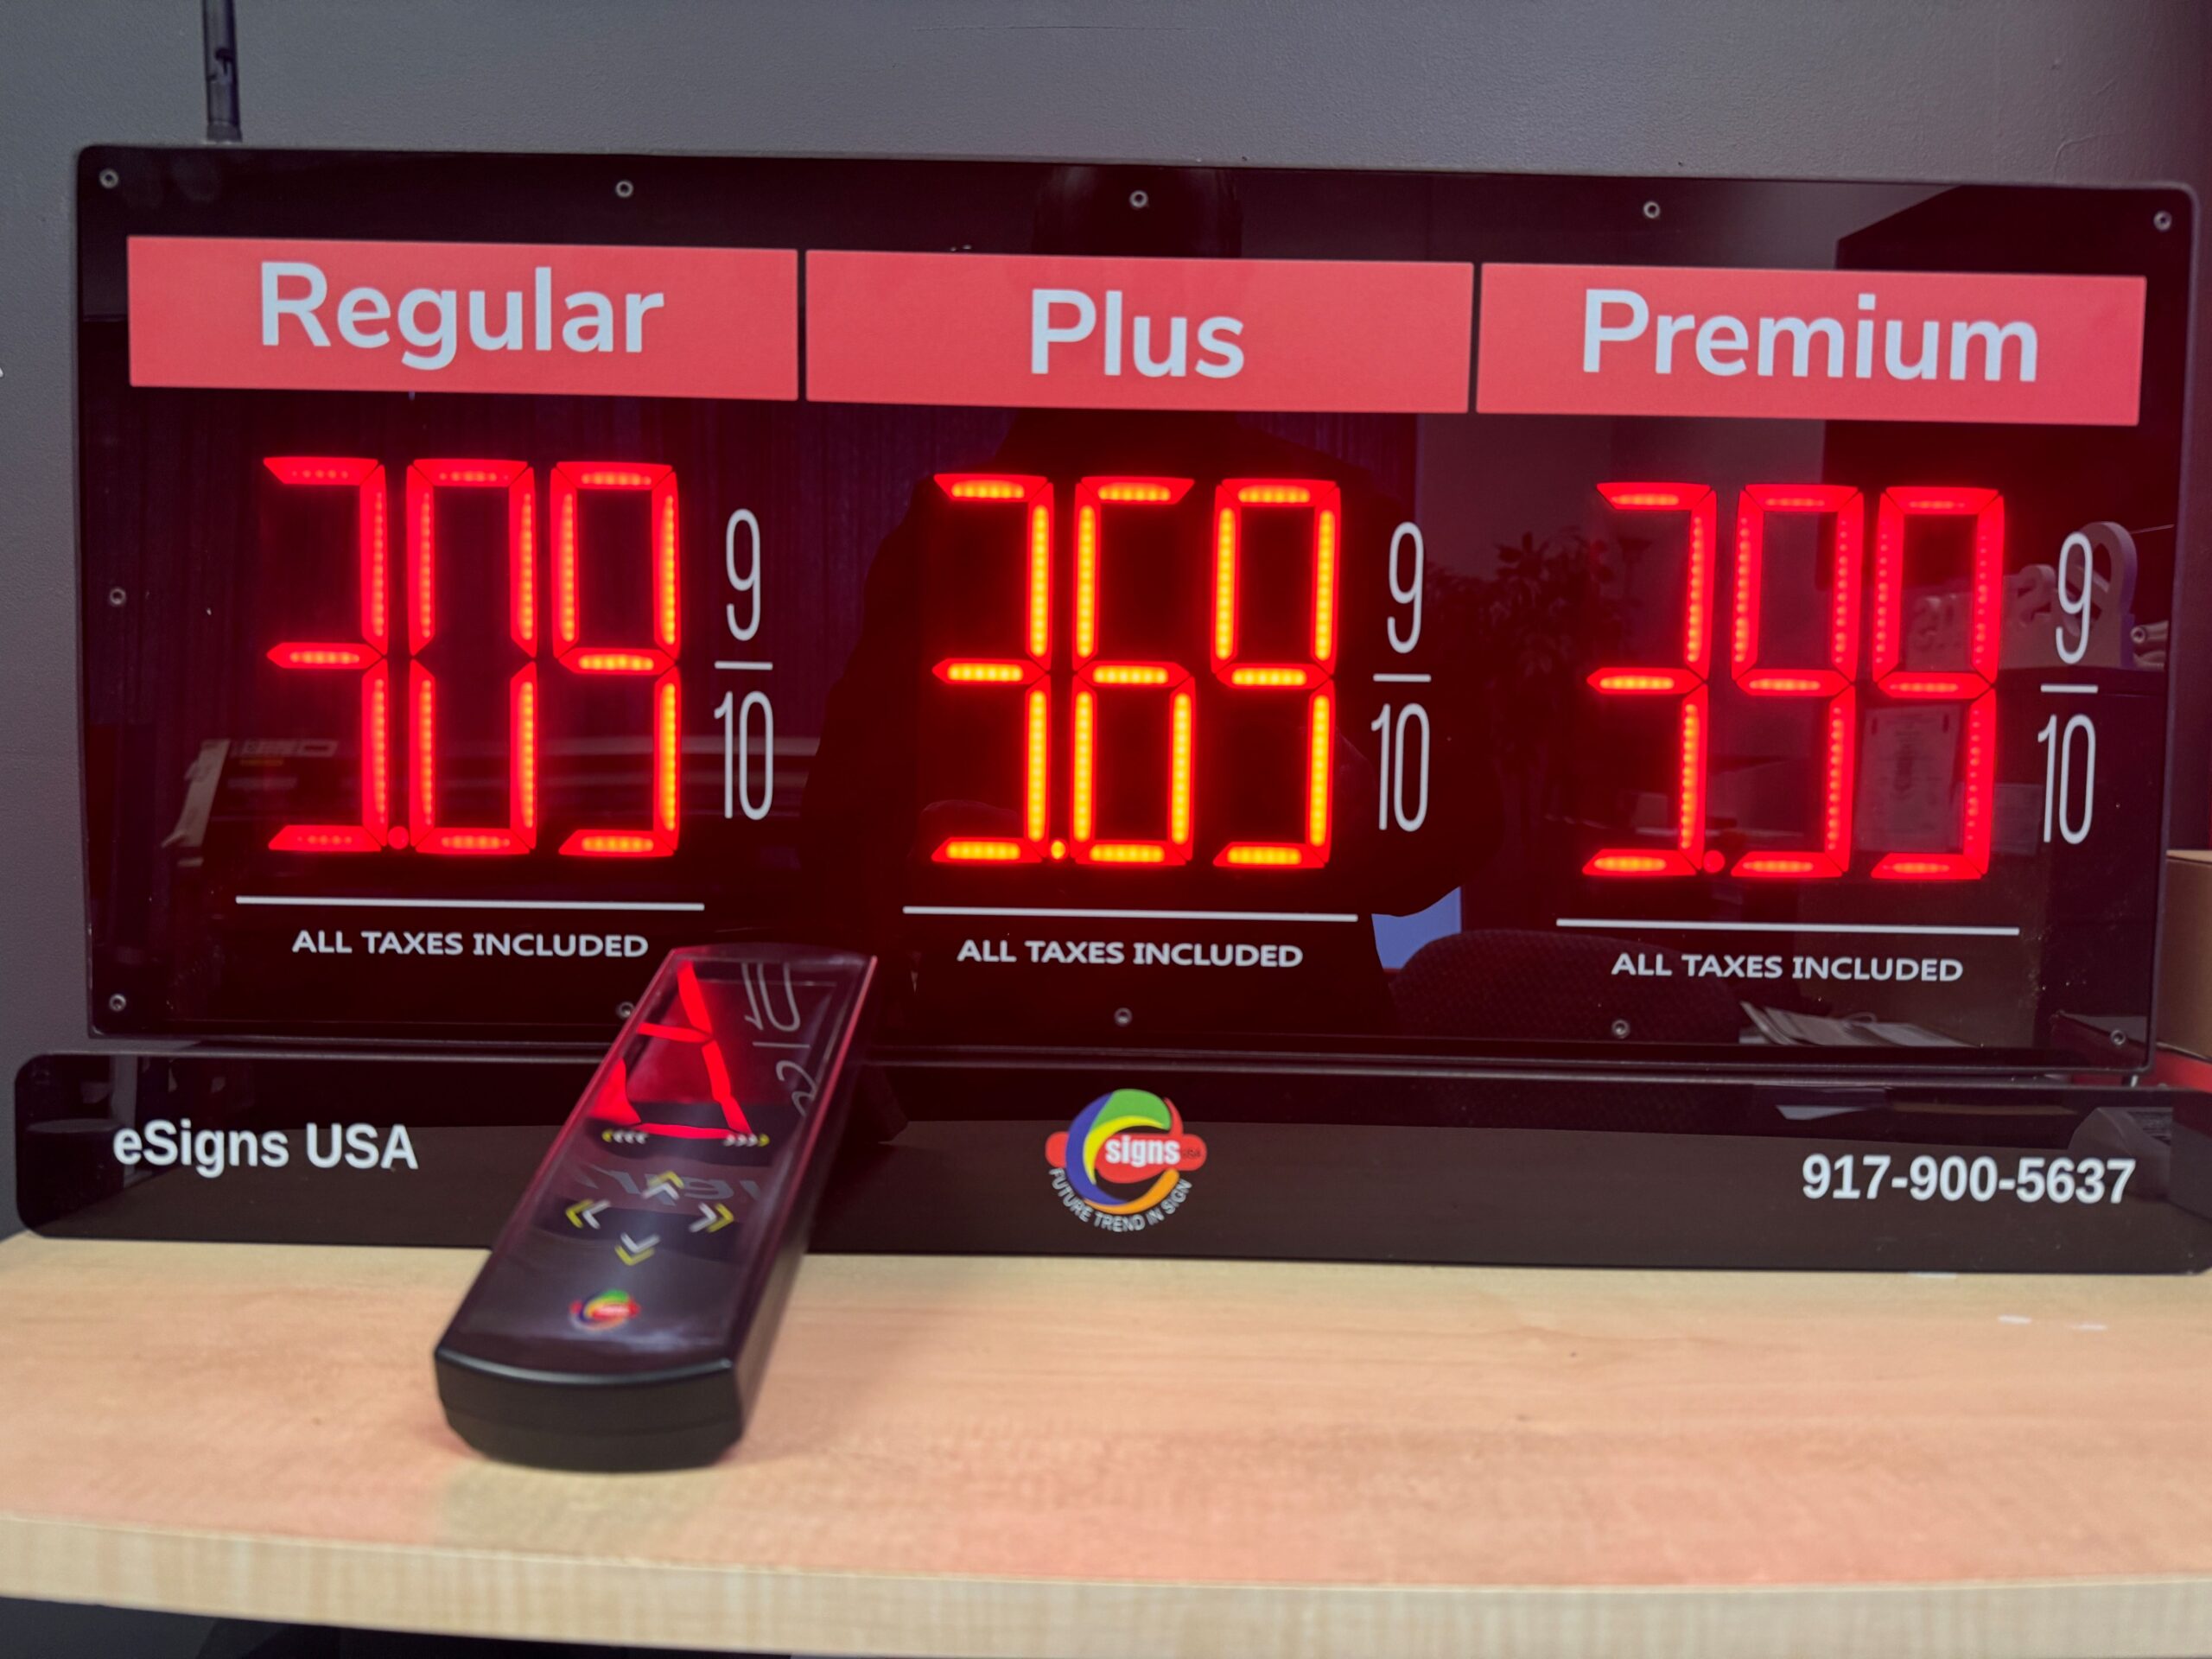 Regular
Plus
Premium
3.09 9/10
3.69 9/10
3.99 9/10
ALL TAXES INCLUDED
ALL TAXES INCLUDED
ALL TAXES INCLUDED
eSigns USA
signs USA
FUTURE TREND IN SIGN
917-900-5637